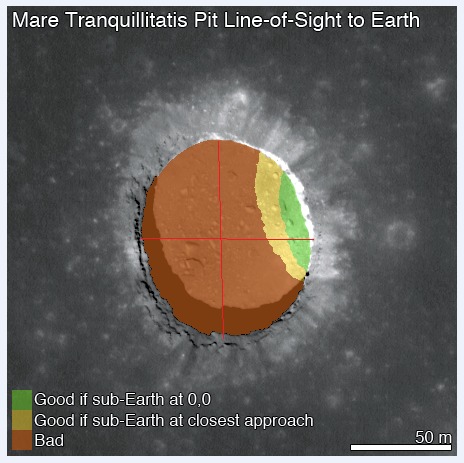 Mare Tranquillitatis Pit Line-of-Sight to Earth
Good if sub-Earth at 0,0
Good if sub-Earth at closest approach
Bad
50 m